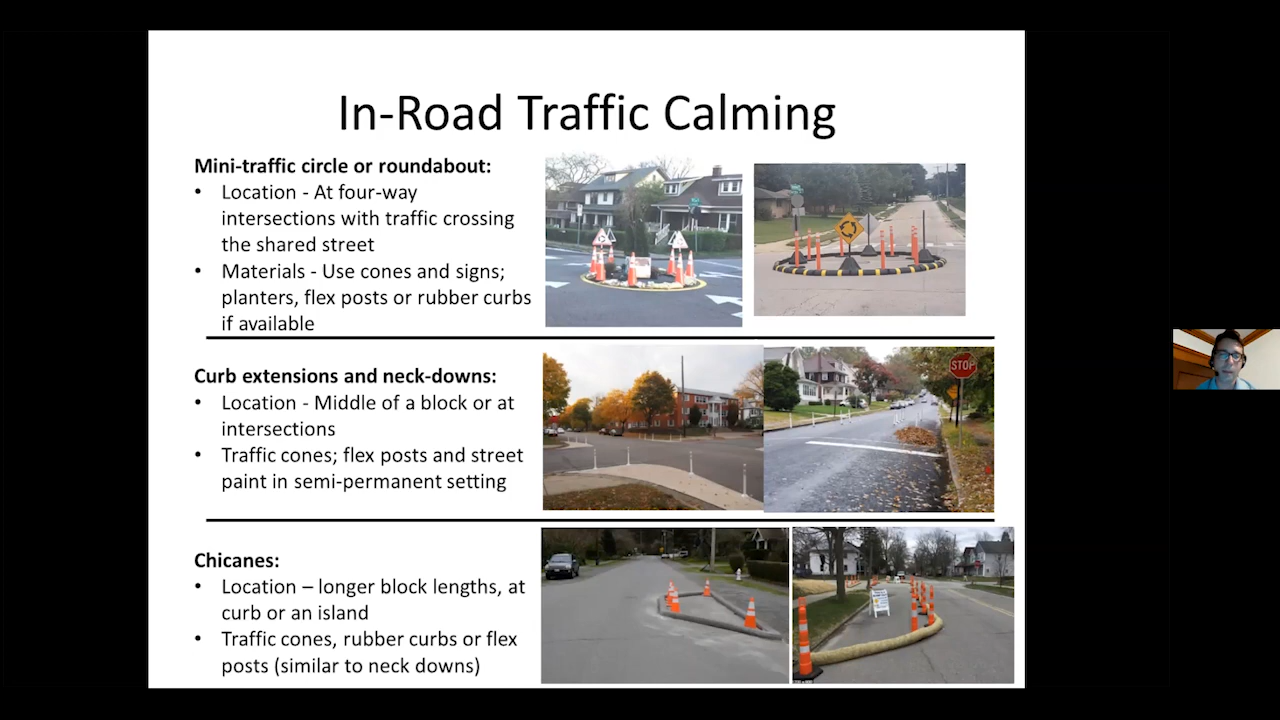 In-Road Traffic Calming
Mini-traffic circle or roundabout:
• Location - At four-way
intersections with traffic crossing
the shared street
• Materials - Use cones and signs;
planters, flex posts or rubber curbs
if available
Curb extensions and neck-downs:
• Location - Middle of a block or at
intersections
• Traffic cones; flex posts and street
paint in semi-permanent setting
STOP
Chicanes:
• Location – longer block lengths, at
curb or an island
• Traffic cones, rubber curbs or flex
posts (similar to neck downs)